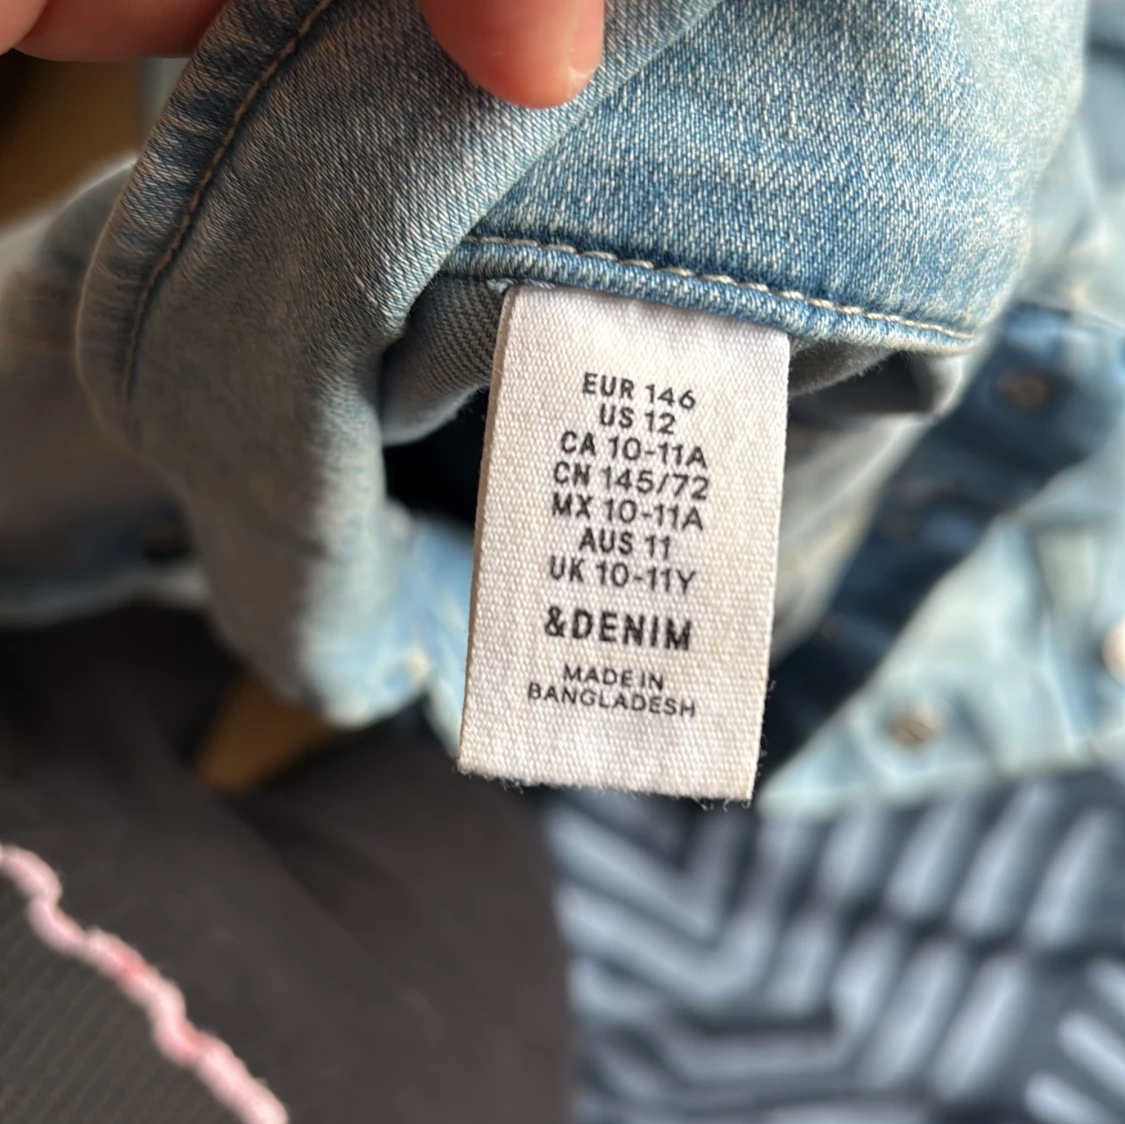 EUR 146
US 12
CA 10-11A
CN 145/72
MX 10-11A
AUS 11
UK 10-11Y
&DENIM
MADE IN
BANGLADESH